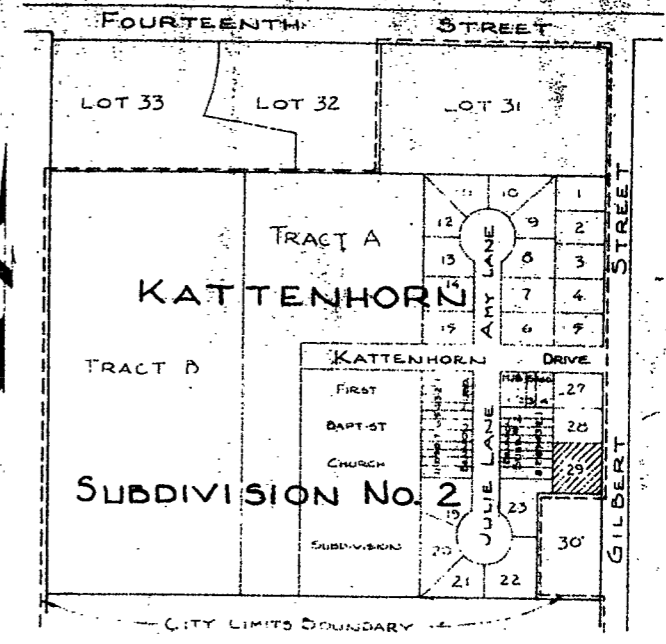 FOURTEENTH STREET
LOT 33
LOT 32
LOT 31
11
10
1
12
9
2
TRACT A
13
8
3
STREET
14
7
4
KATTENHORN
AMY LANE
15
6
5
KATTENHORN DRIVE
TRACT B
FIRST
27
BAPTIST
28
CHURCH
29
JULIE LANE
SUBDIVISION NO. 2
GILBERT
19
23
20
SUBDIVISION
30
21
22
CITY LIMITS BOUNDARY